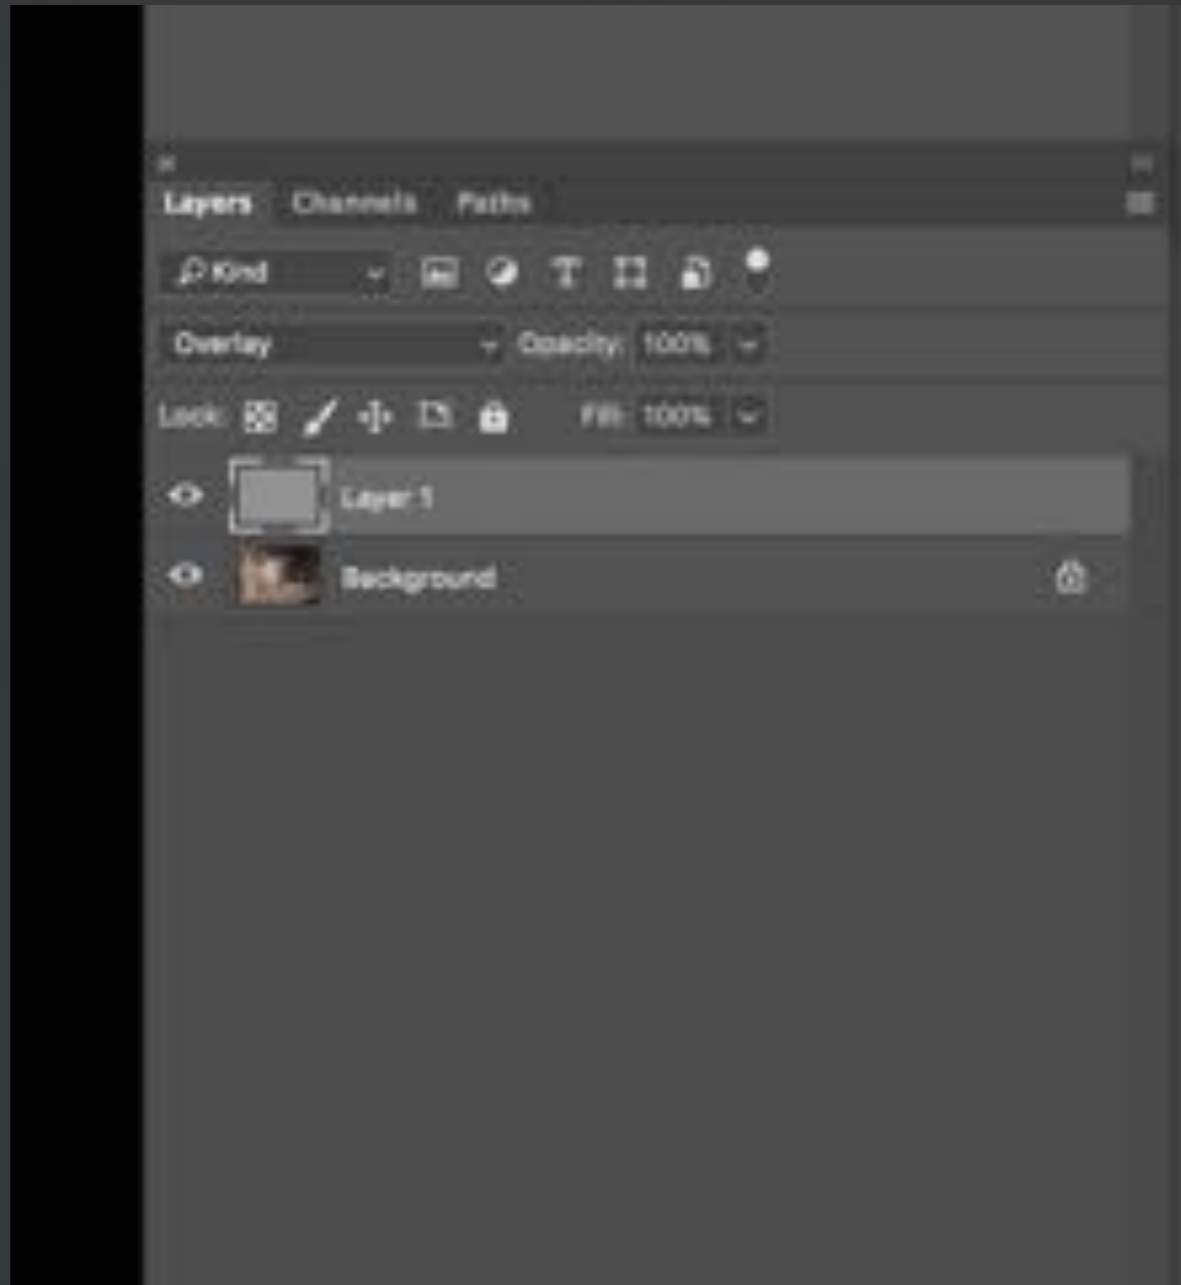 Layers Channels Paths
Kind
Overlay Opacity: 100%
Lock: Fill: 100%
Layer 1
Background